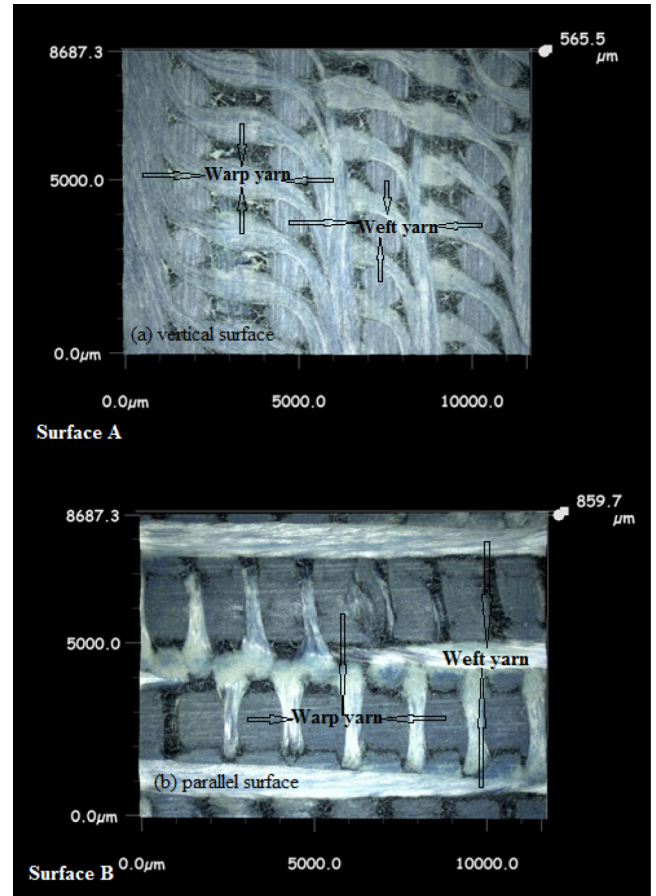 8687.3
565.5
μm
5000.0
Warp yarn
Weft yarn
(a) vertical surface
0.0μm
0.0μm
5000.0
10000.0
Surface A
8687.3
859.7
μm
5000.0
Weft yarn
Warp yarn
(b) parallel surface
0.0μm
Surface B
0.0μm
5000.0
10000.0